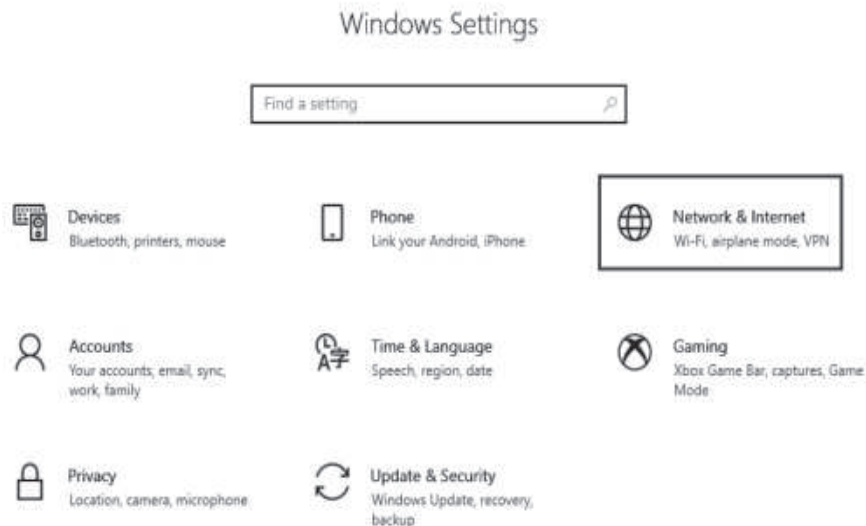 Windows Settings
Find a setting
Devices
Bluetooth, printers, mouse
Phone
Link your Android, iPhone
Network & Internet
Wi-Fi, airplane mode, VPN
Accounts
Your accounts, email, sync,
work, family
Time & Language
Speech, region, date
Gaming
Xbox Game Bar, captures, Game
Mode
Privacy
Location, camera, microphone
Update & Security
Windows Update, recovery,
backup